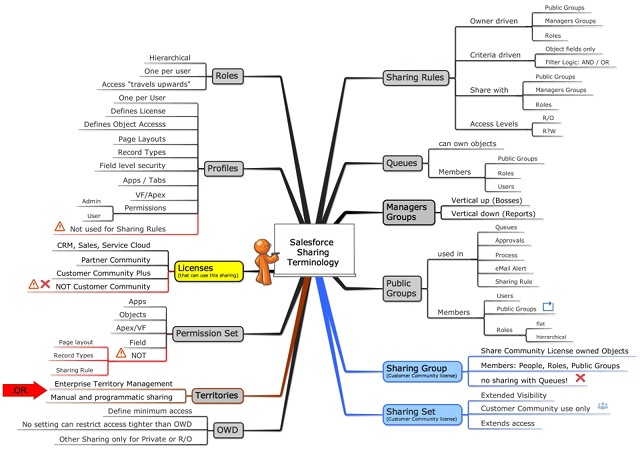 Salesforce
Sharing
Terminology
Roles
Hierarchical
One per user
Access "travels upwards"
Profiles
One per User
Defines License
Defines Object Accesss
Page Layouts
Record Types
Field level security
Apps / Tabs
VF/Apex
Permissions
Admin
User
Not used for Sharing Rules
Licenses
(that can use this sharing)
CRM, Sales, Service Cloud
Partner Community
Customer Community Plus
NOT Customer Community
Permission Set
Apps
Objects
Apex/VF
Field
NOT
Page layout
Record Types
Sharing Rule
Territories
OR
Enterprise Territory Management
Manual and programmatic sharing
OWD
Define minimum access
No setting can restrict access tighter than OWD
Other Sharing only for Private or R/O
Sharing Rules
Owner driven
Public Groups
Managers Groups
Roles
Criteria driven
Object fields only
Filter Logic: AND / OR
Share with
Public Groups
Managers Groups
Roles
Access Levels
R/O
R?W
Queues
can own objects
Members
Public Groups
Roles
Users
Managers
Groups
Vertical up (Bosses)
Vertical down (Reports)
Public
Groups
used in
Queues
Approvals
Process
eMail Alert
Sharing Rule
Members
Users
Public Groups
Roles
flat
hierarchical
Sharing Group
(Customer Community license)
Share Community License owned Objects
Members: People, Roles, Public Groups
no sharing with Queues!
Sharing Set
(Customer Community license)
Extended Visibility
Customer Community use only
Extends access